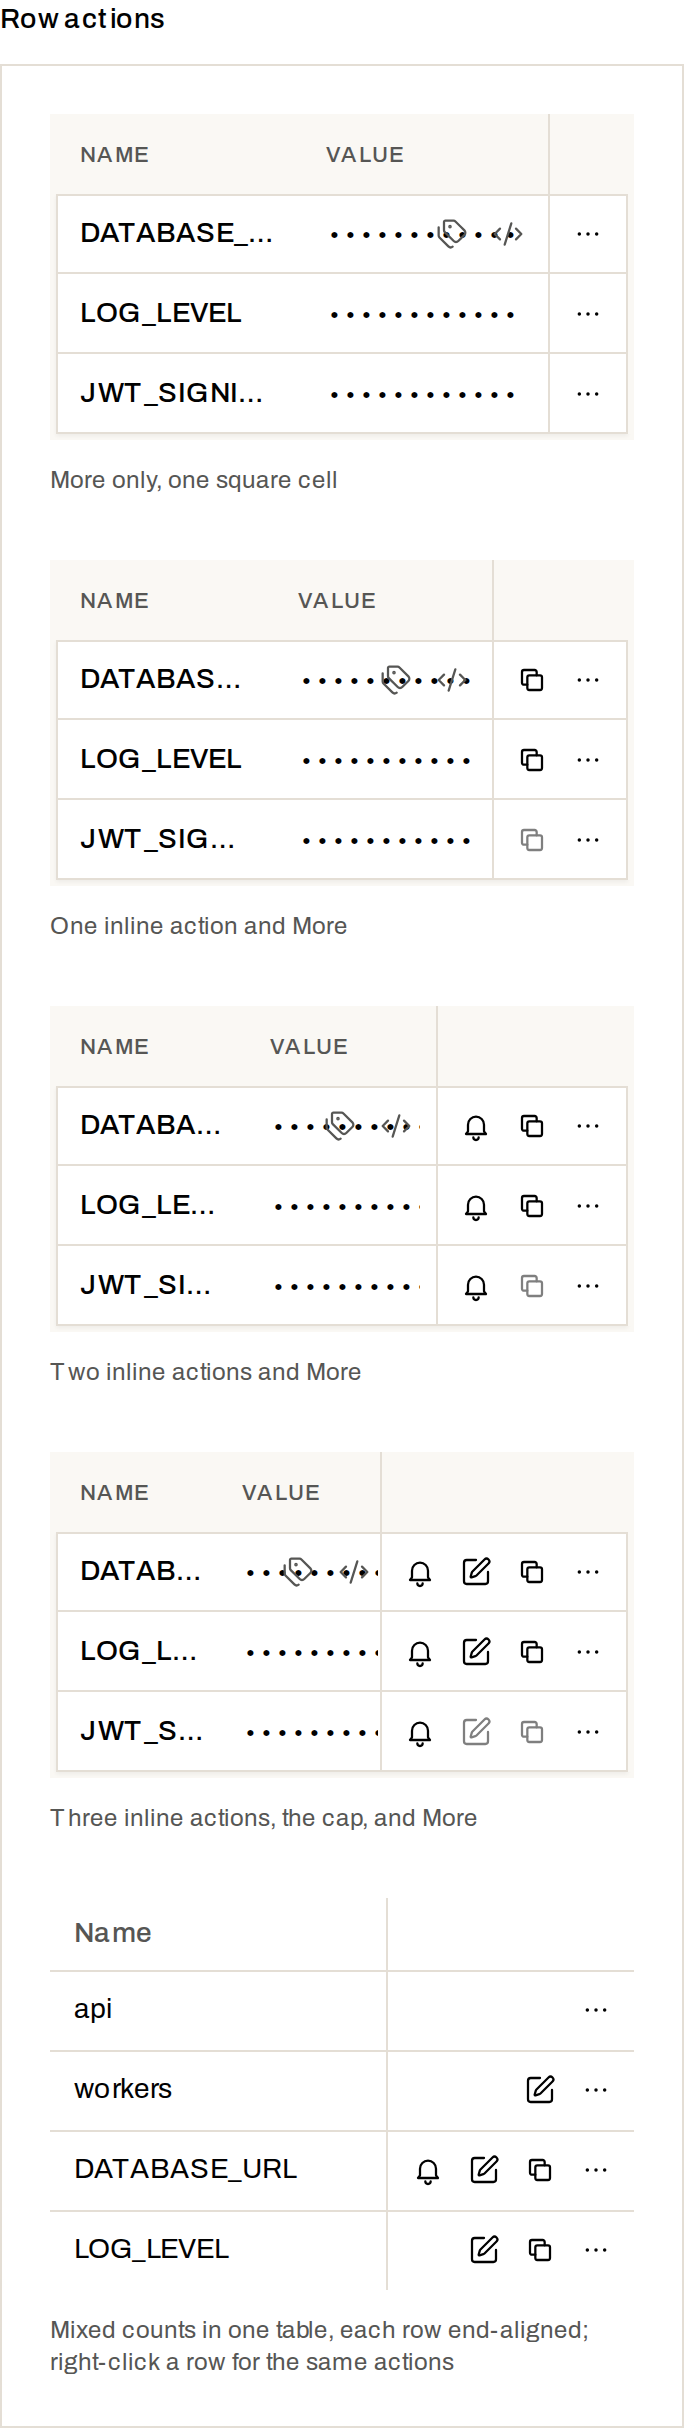 Row actions
NAME VALUE
DATABASE_... ••••••••••••
LOG_LEVEL ••••••••••••
JWT_SIGNI... ••••••••••••
More only, one square cell
NAME VALUE
DATABAS... •••••••••••
LOG_LEVEL •••••••••••
JWT_SIG... •••••••••••
One inline action and More
NAME VALUE
DATABA... ••••••••••
LOG_LE... ••••••••••
JWT_SI... ••••••••••
Two inline actions and More
NAME VALUE
DATAB... •••••••••
LOG_L... •••••••••
JWT_S... •••••••••
Three inline actions, the cap, and More
Name
api
workers
DATABASE_URL
LOG_LEVEL
Mixed counts in one table, each row end-aligned;
right-click a row for the same actions